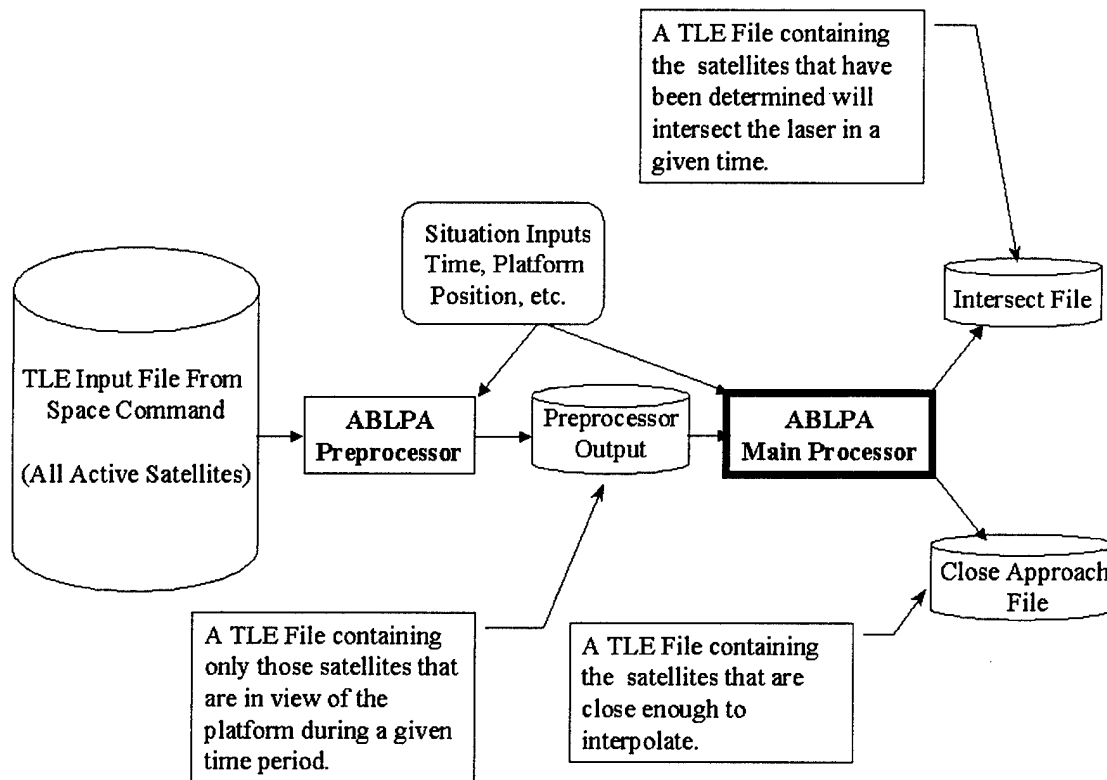 A TLE File containing
the satellites that have
been determined will
intersect the laser in a
given time.
Situation Inputs
Time, Platform
Position, etc.
Intersect File
TLE Input File From
Space Command
(All Active Satellites)
ABLPA
Preprocessor
Preprocessor
Output
ABLPA
Main Processor
Close Approach
File
A TLE File containing
only those satellites that
are in view of the
platform during a given
time period.
A TLE File containing
the satellites that are
close enough to
interpolate.